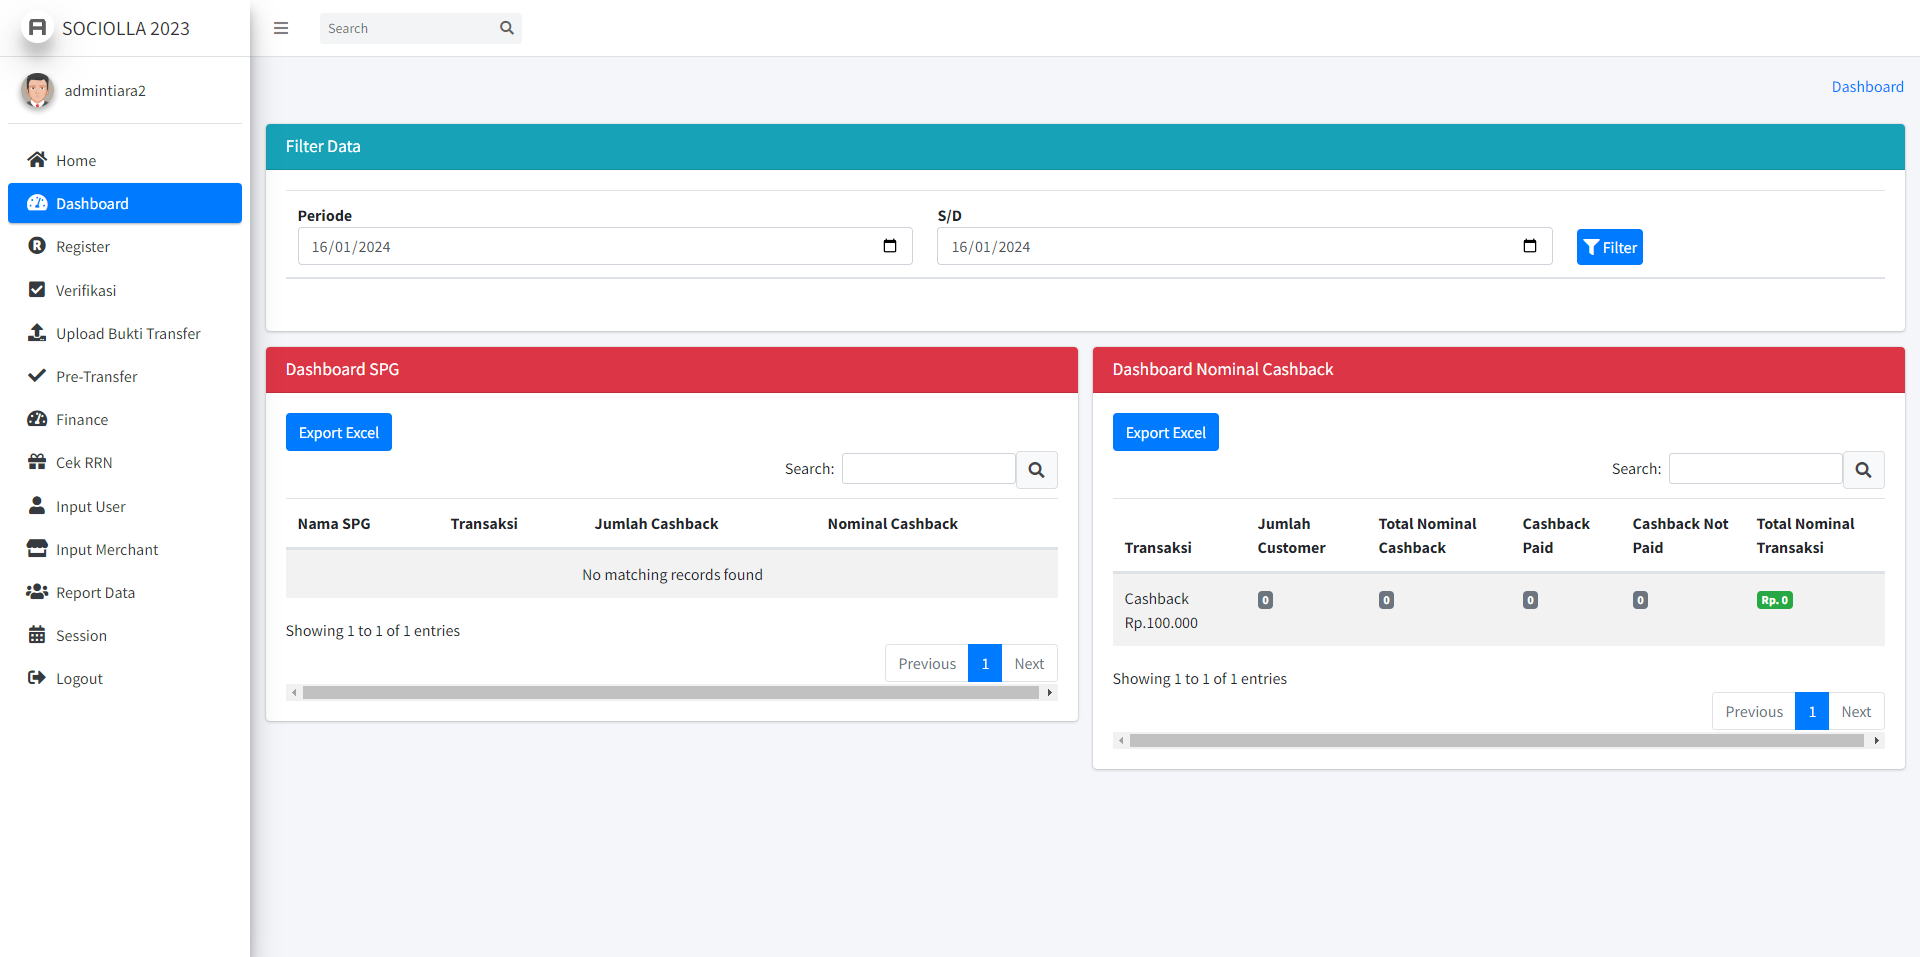 SOCIOLLA 2023
Search
admintiara2
Dashboard
Home
Dashboard
Register
Verifikasi
Upload Bukti Transfer
Pre-Transfer
Finance
Cek RRN
Input User
Input Merchant
Report Data
Session
Logout
Filter Data
Periode
S/D
16/01/2024
16/01/2024
Filter
Dashboard SPG
Export Excel
Search:
Nama SPG Transaksi Jumlah Cashback Nominal Cashback
No matching records found
Showing 1 to 1 of 1 entries
Previous 1 Next
Dashboard Nominal Cashback
Export Excel
Search:
Transaksi
Jumlah
Customer
Total Nominal
Cashback
Cashback
Paid
Cashback Not
Paid
Total Nominal
Transaksi
Cashback
Rp.100.000
0 0 0 0 Rp. 0
Showing 1 to 1 of 1 entries
Previous 1 Next